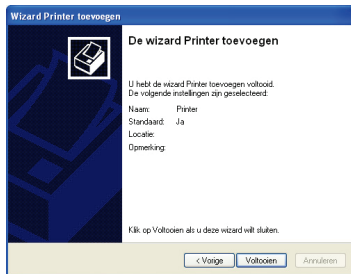 Wizard Printer toevoegen
De wizard Printer toevoegen
U hebt de wizard Printer toevoegen voltooid.
De volgende instellingen zijn geselecteerd:
Naam: Printer
Standaard: Ja
Locatie:
Opmerking:
Klik op Voltooien als u deze wizard wilt sluiten.
< Vorige Voltooien Annuleren